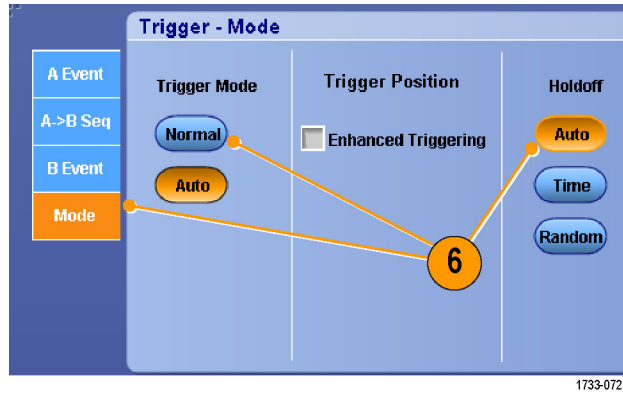 Trigger - Mode
A Event
A->B Seq
B Event
Mode
Trigger Mode
Normal
Auto
Trigger Position
Enhanced Triggering
Holdoff
Auto
Time
Random
6
1733-072